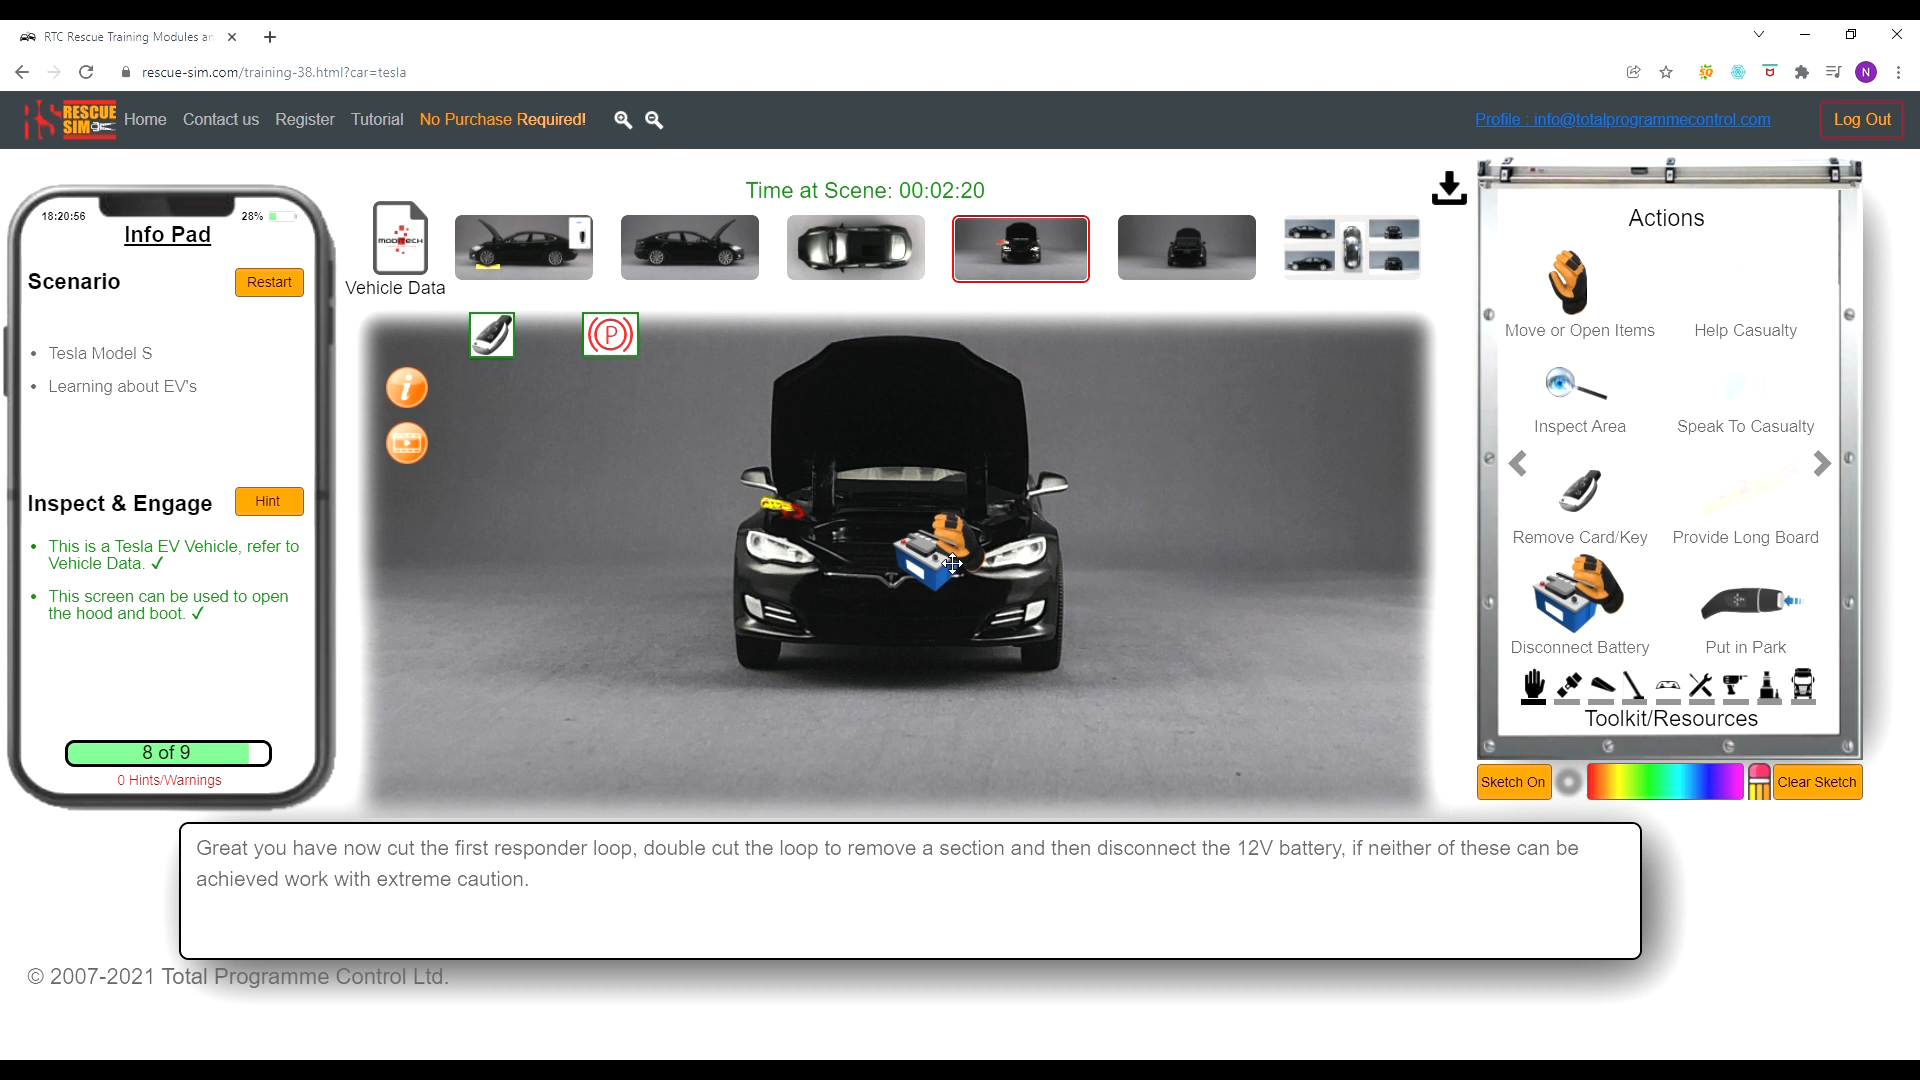 RTC Rescue Training Modules an
rescue-sim.com/training-38.html?car=tesla
SQ
N
RESCUE
SIM
Home
Contact us
Register
Tutorial
No Purchase Required!
Profile : info@totalprogrammecontrol.com
Log Out
18:20:56
28%
Info Pad
Scenario
Restart
Tesla Model S
Learning about EV's
Inspect & Engage
Hint
This is a Tesla EV Vehicle, refer to
Vehicle Data. ✓
This screen can be used to open
the hood and boot. ✓
8 of 9
0 Hints/Warnings
Time at Scene: 00:02:20
MODITECH
Vehicle Data
P
i
Actions
Move or Open Items
Help Casualty
Inspect Area
Speak To Casualty
Remove Card/Key
Provide Long Board
Disconnect Battery
Put in Park
Toolkit/Resources
Sketch On
Clear Sketch
Great you have now cut the first responder loop, double cut the loop to remove a section and then disconnect the 12V battery, if neither of these can be
achieved work with extreme caution.
© 2007-2021 Total Programme Control Ltd.